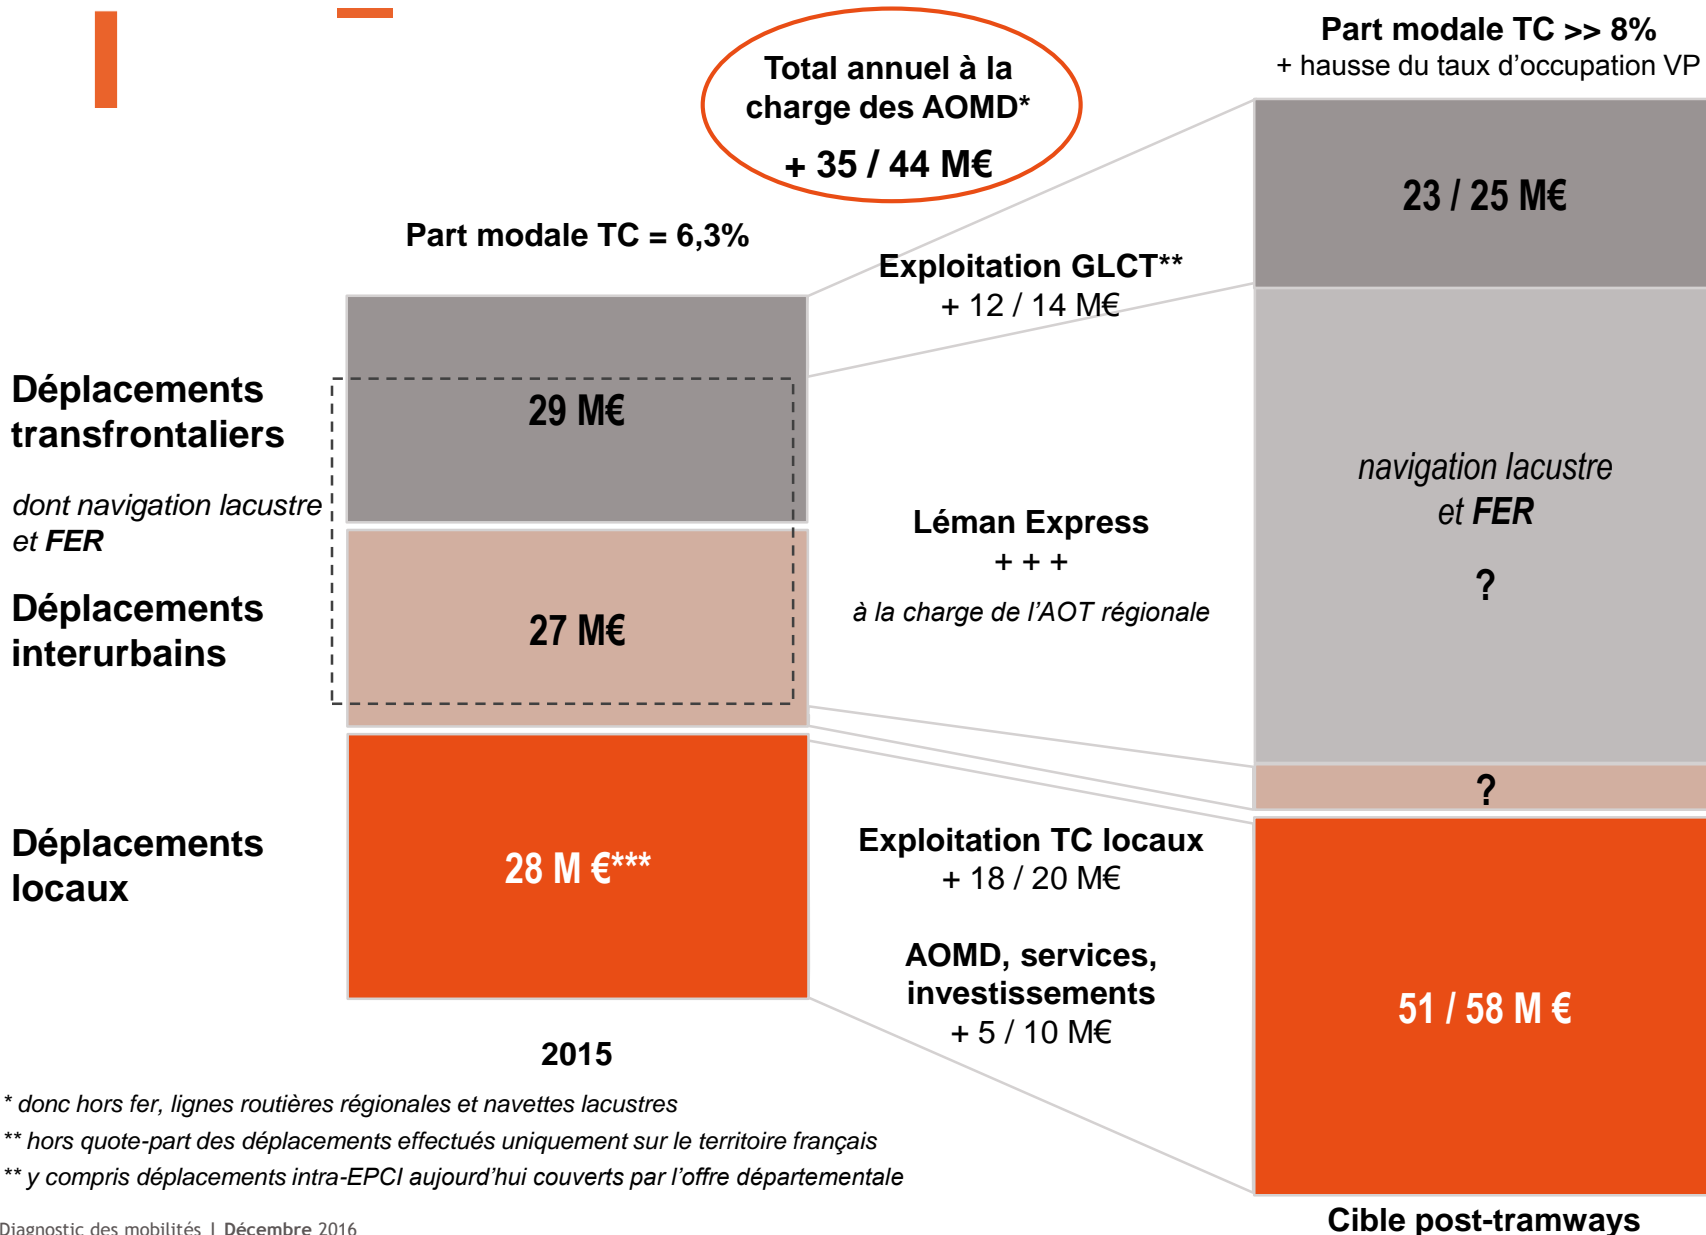 Part modale TC >> 8%
+ hausse du taux d'occupation VP
Total annuel à la
charge des AOMD*
+ 35 / 44 M€
Part modale TC = 6,3%
23 / 25 M€
Exploitation GLCT**
+ 12 / 14 M€
Déplacements
transfrontaliers
29 M€
dont navigation lacustre
et FER
navigation lacustre
et FER
?
Léman Express
+ + +
à la charge de l'AOT régionale
Déplacements
interurbains
27 M€
?
Déplacements
locaux
28 M €***
Exploitation TC locaux
+ 18 / 20 M€
AOMD, services,
investissements
+ 5 / 10 M€
51 / 58 M €
2015
* donc hors fer, lignes routières régionales et navettes lacustres
** hors quote-part des déplacements effectués uniquement sur le territoire français
** y compris déplacements intra-EPCI aujourd'hui couverts par l'offre départementale
Cible post-tramways
Diagnostic des mobilités | Décembre 2016